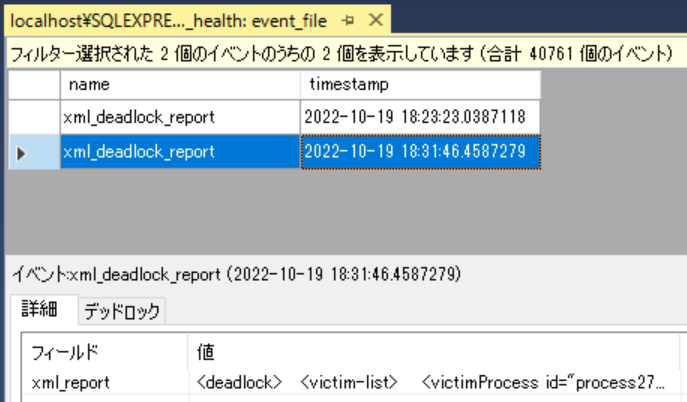 localhost¥SQLEXPRE..._health: event_file
フィルター選択された 2 個のイベントのうちの 2 個を表示しています (合計 40761 個のイベント)
name timestamp
xml_deadlock_report 2022-10-19 18:23:23.0387118
xml_deadlock_report 2022-10-19 18:31:46.4587279
イベント:xml_deadlock_report (2022-10-19 18:31:46.4587279)
詳細 デッドロック
フィールド 値
xml_report <deadlock> <victim-list> <victimProcess id="process27...